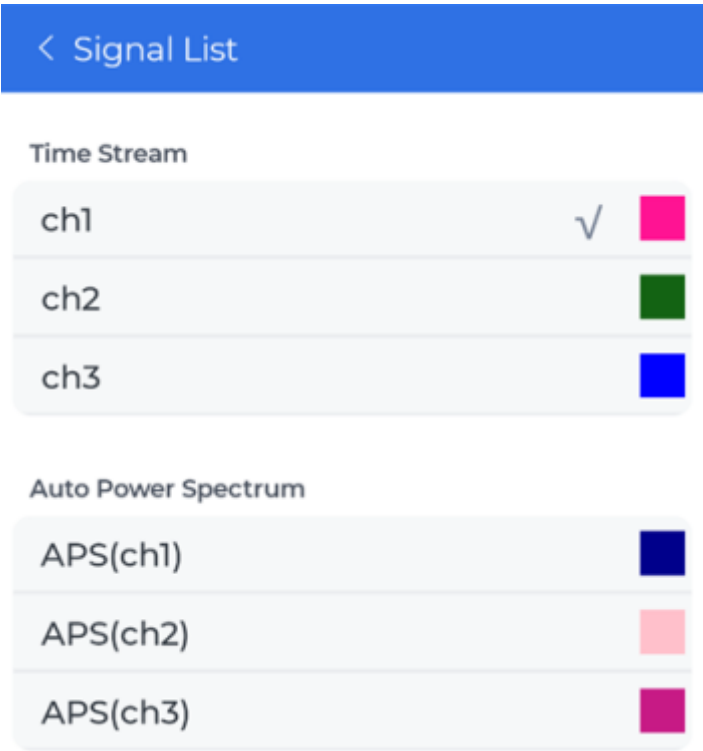 < Signal List
Time Stream
ch1 √
ch2
ch3
Auto Power Spectrum
APS(ch1)
APS(ch2)
APS(ch3)